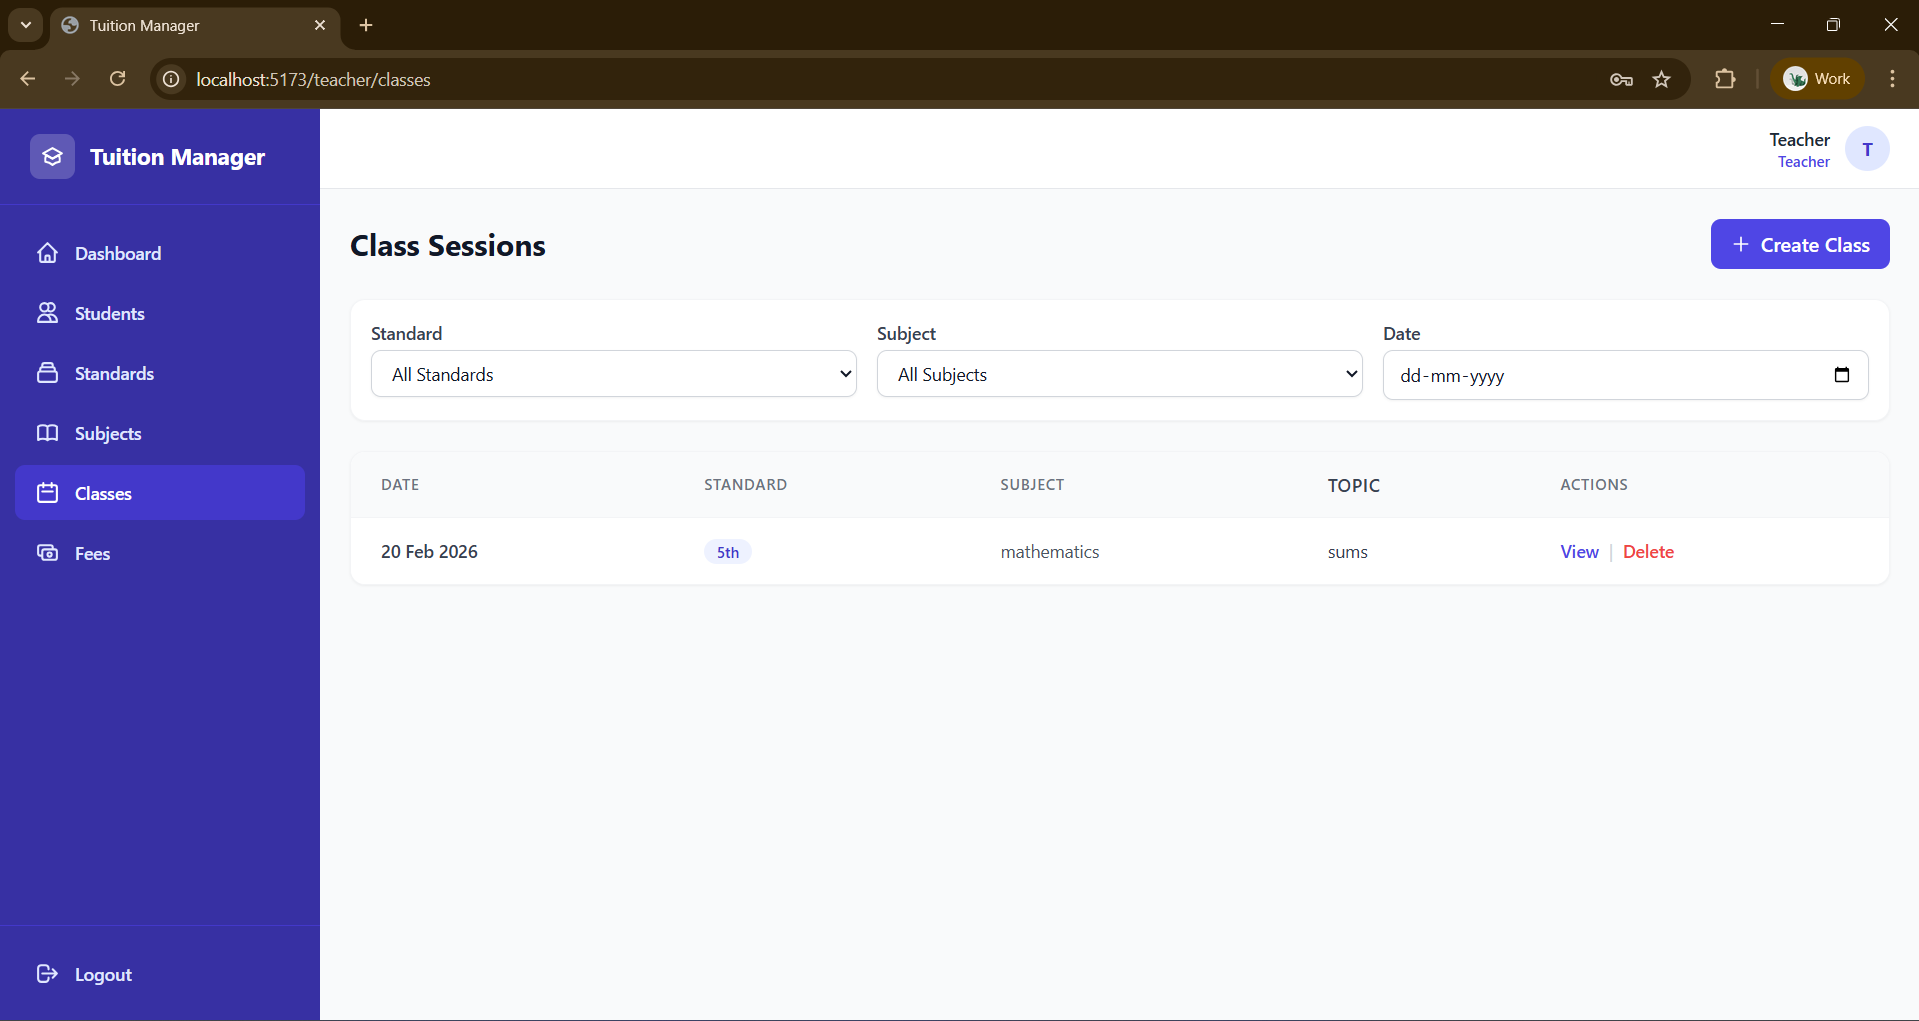 Tuition Manager
localhost:5173/teacher/classes
Work
Tuition Manager
Teacher
Teacher
T
Dashboard
Students
Standards
Subjects
Classes
Fees
Logout
Class Sessions
+ Create Class
Standard
Subject
Date
All Standards
All Subjects
dd-mm-yyyy
DATE STANDARD SUBJECT TOPIC ACTIONS
20 Feb 2026 5th mathematics sums View | Delete